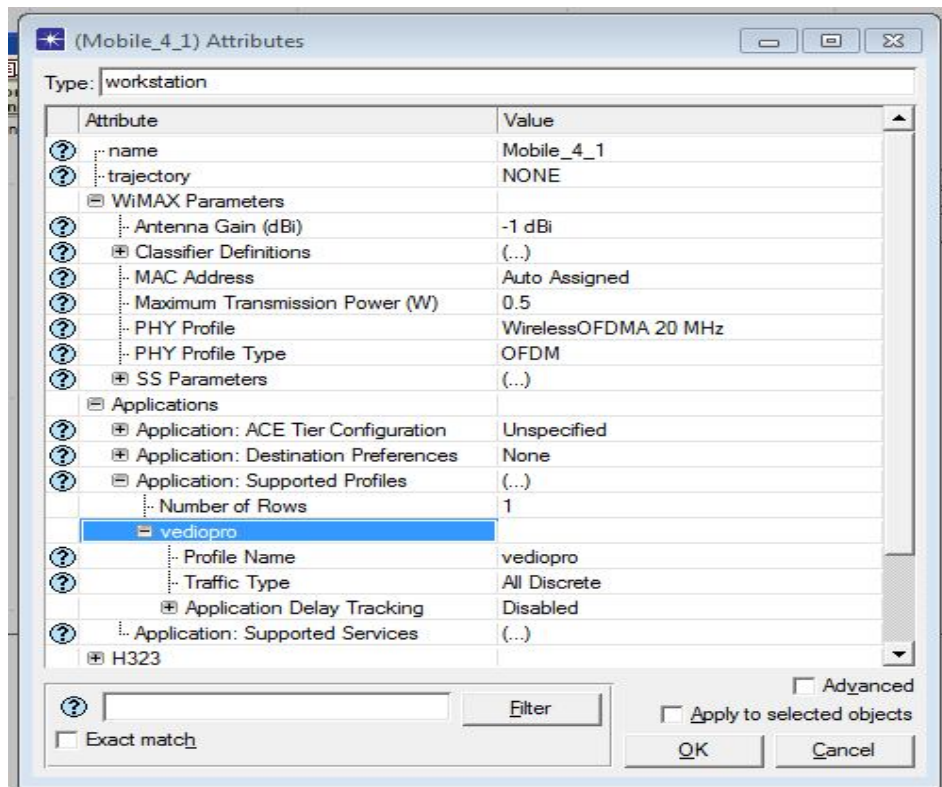 (Mobile_4_1) Attributes
Type: workstation
Attribute Value
name Mobile_4_1
trajectory NONE
WiMAX Parameters
Antenna Gain (dBi) -1 dBi
Classifier Definitions (...)
MAC Address Auto Assigned
Maximum Transmission Power (W) 0.5
PHY Profile WirelessOFDMA 20 MHz
PHY Profile Type OFDM
SS Parameters (...)
Applications
Application: ACE Tier Configuration Unspecified
Application: Destination Preferences None
Application: Supported Profiles (...)
Number of Rows 1
vediopro
Profile Name vediopro
Traffic Type All Discrete
Application Delay Tracking Disabled
Application: Supported Services (...)
H323
Advanced
Filter
Apply to selected objects
Exact match
OK Cancel